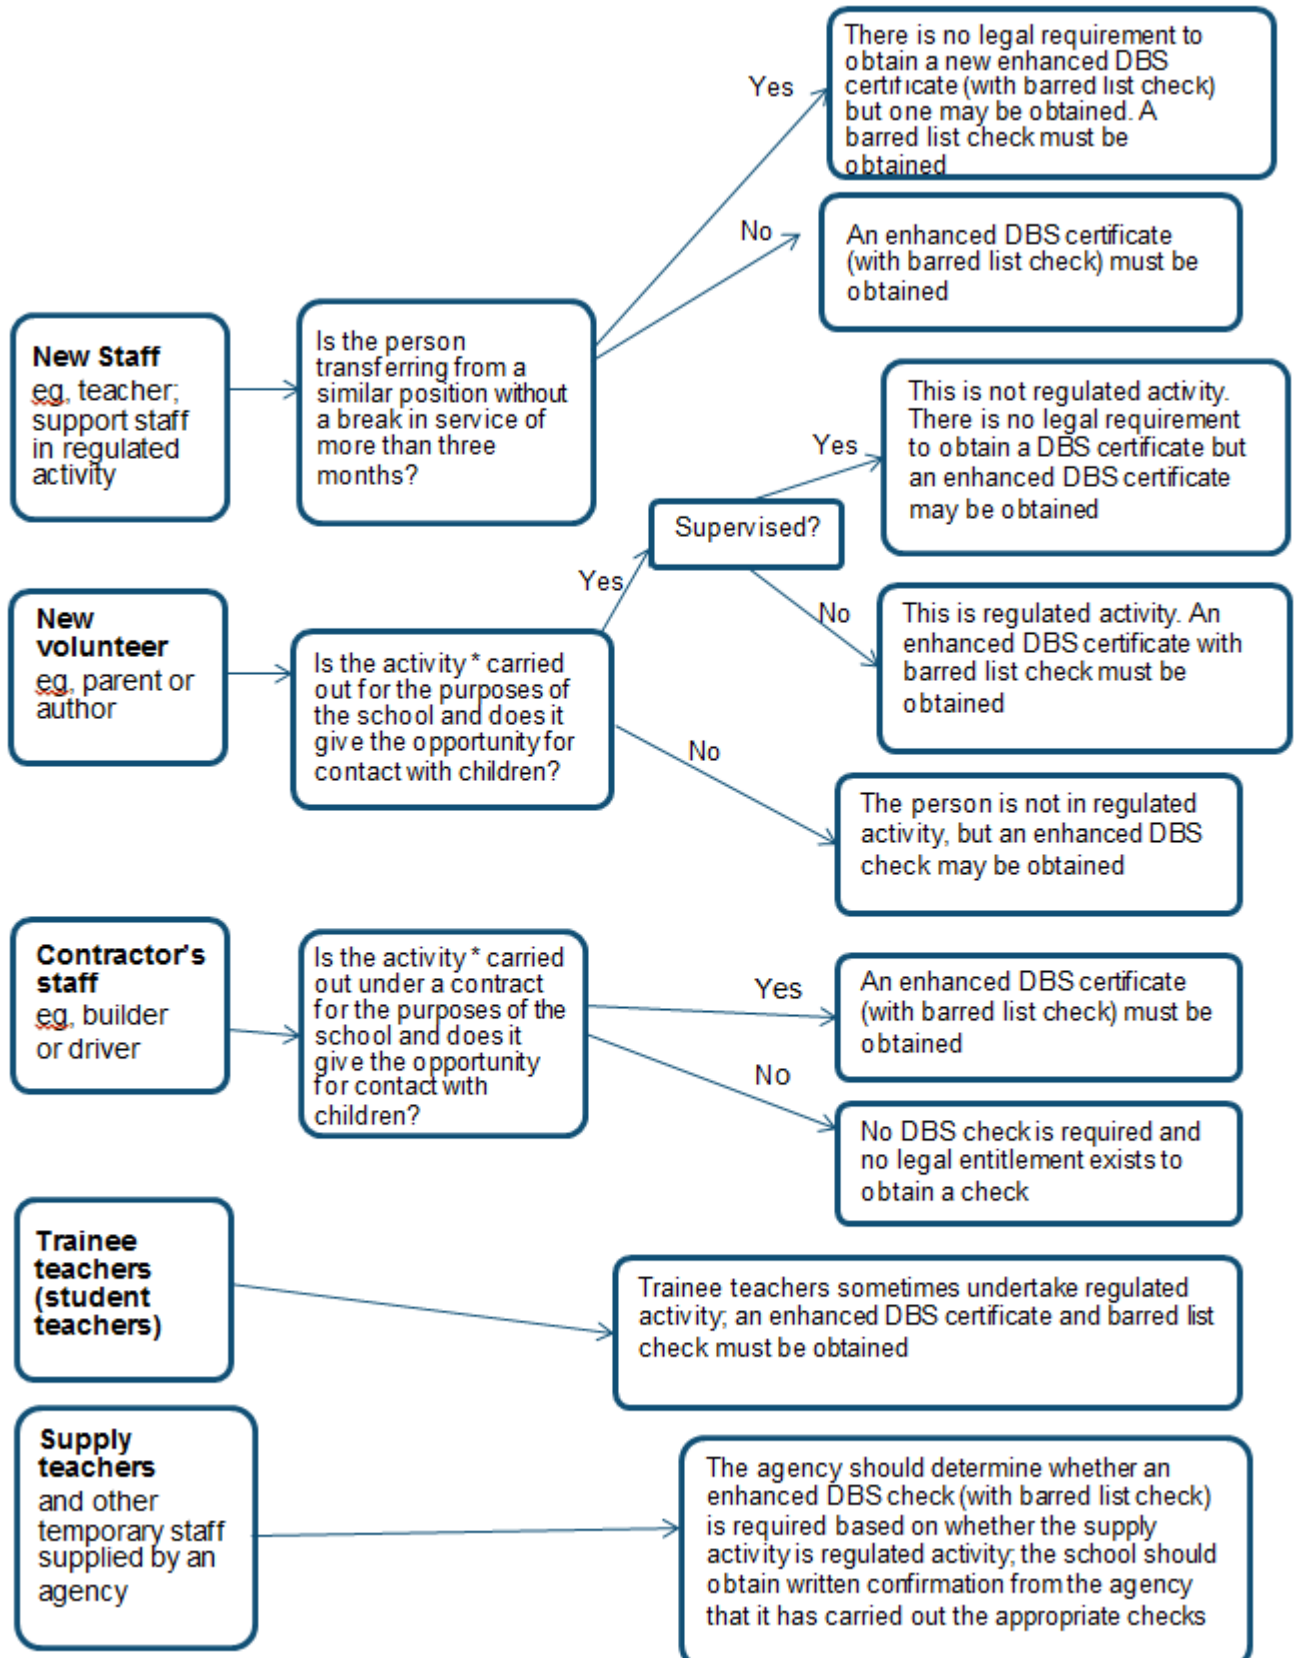 New Staff
eg, teacher;
support staff
in regulated
activity
Is the person
transferring from a
similar position without
a break in service of
more than three
months?
Yes
There is no legal requirement to
obtain a new enhanced DBS
certificate (with barred list check)
but one may be obtained. A
barred list check must be
obtained
No
An enhanced DBS certificate
(with barred list check) must be
obtained
New
volunteer
eg, parent or
author
Is the activity * carried
out for the purposes of
the school and does it
give the opportunity for
contact with children?
Yes
Supervised?
Yes
This is not regulated activity.
There is no legal requirement
to obtain a DBS certificate but
an enhanced DBS certificate
may be obtained
No
This is regulated activity. An
enhanced DBS certificate with
barred list check must be
obtained
No
The person is not in regulated
activity, but an enhanced DBS
check may be obtained
Contractor's
staff
eg, builder
or driver
Is the activity * carried
out under a contract
for the purposes of the
school and does it
give the opportunity
for contact with
children?
Yes
An enhanced DBS certificate
(with barred list check) must be
obtained
No
No DBS check is required and
no legal entitlement exists to
obtain a check
Trainee
teachers
(student
teachers)
Trainee teachers sometimes undertake regulated
activity; an enhanced DBS certificate and barred list
check must be obtained
Supply
teachers
and other
temporary staff
supplied by an
agency
The agency should determine whether an
enhanced DBS check (with barred list check)
is required based on whether the supply
activity is regulated activity; the school should
obtain written confirmation from the agency
that it has carried out the appropriate checks